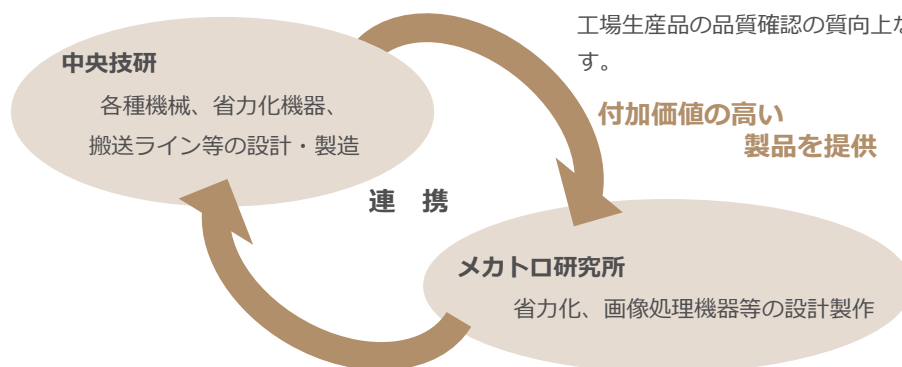 工場生産品の品質確認の質向上な
す。
中央技研
各種機械、省力化機器、
搬送ライン等の設計・製造
付加価値の高い
製品を提供
連　携
メカトロ研究所
省力化、画像処理機器等の設計製作